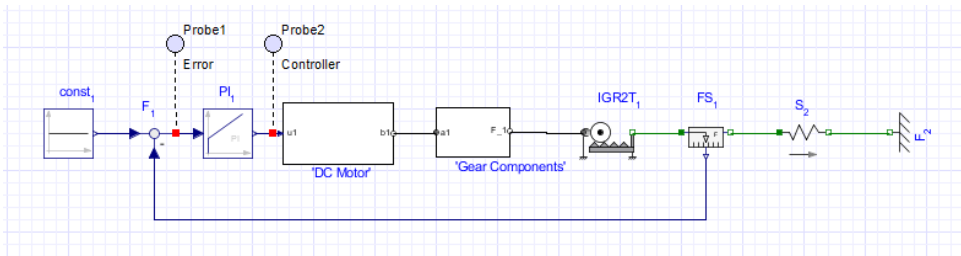 Probe1
Probe2
Error
Controller
const1
F1
PI1
IGR2T1
FS1
S2
F2
-
PI
u1
b1
a1
F_1
F
'DC Motor'
'Gear Components'